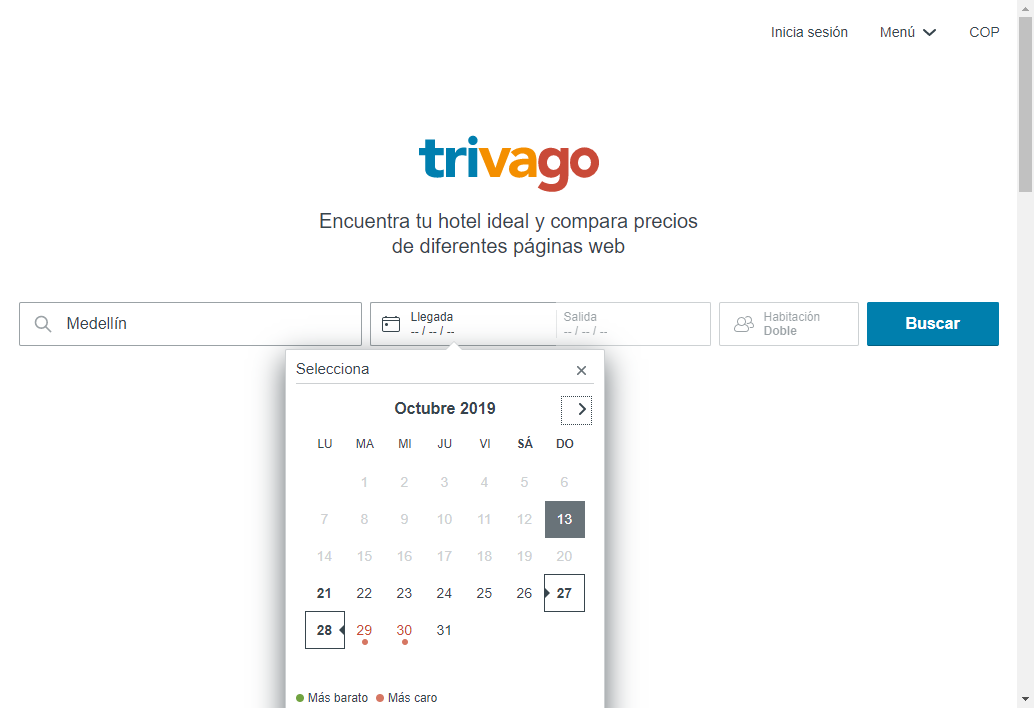 Inicia sesión Menú COP
trivago
Encuentra tu hotel ideal y compara precios
de diferentes páginas web
Medellín
Llegada
-- / -- / --
Salida
-- / -- / --
Habitación
Doble
Buscar
Selecciona
Octubre 2019
LU MA MI JU VI SÁ DO
1 2 3 4 5 6
7 8 9 10 11 12 13
14 15 16 17 18 19 20
21 22 23 24 25 26 27
28 29 30 31
Más barato Más caro